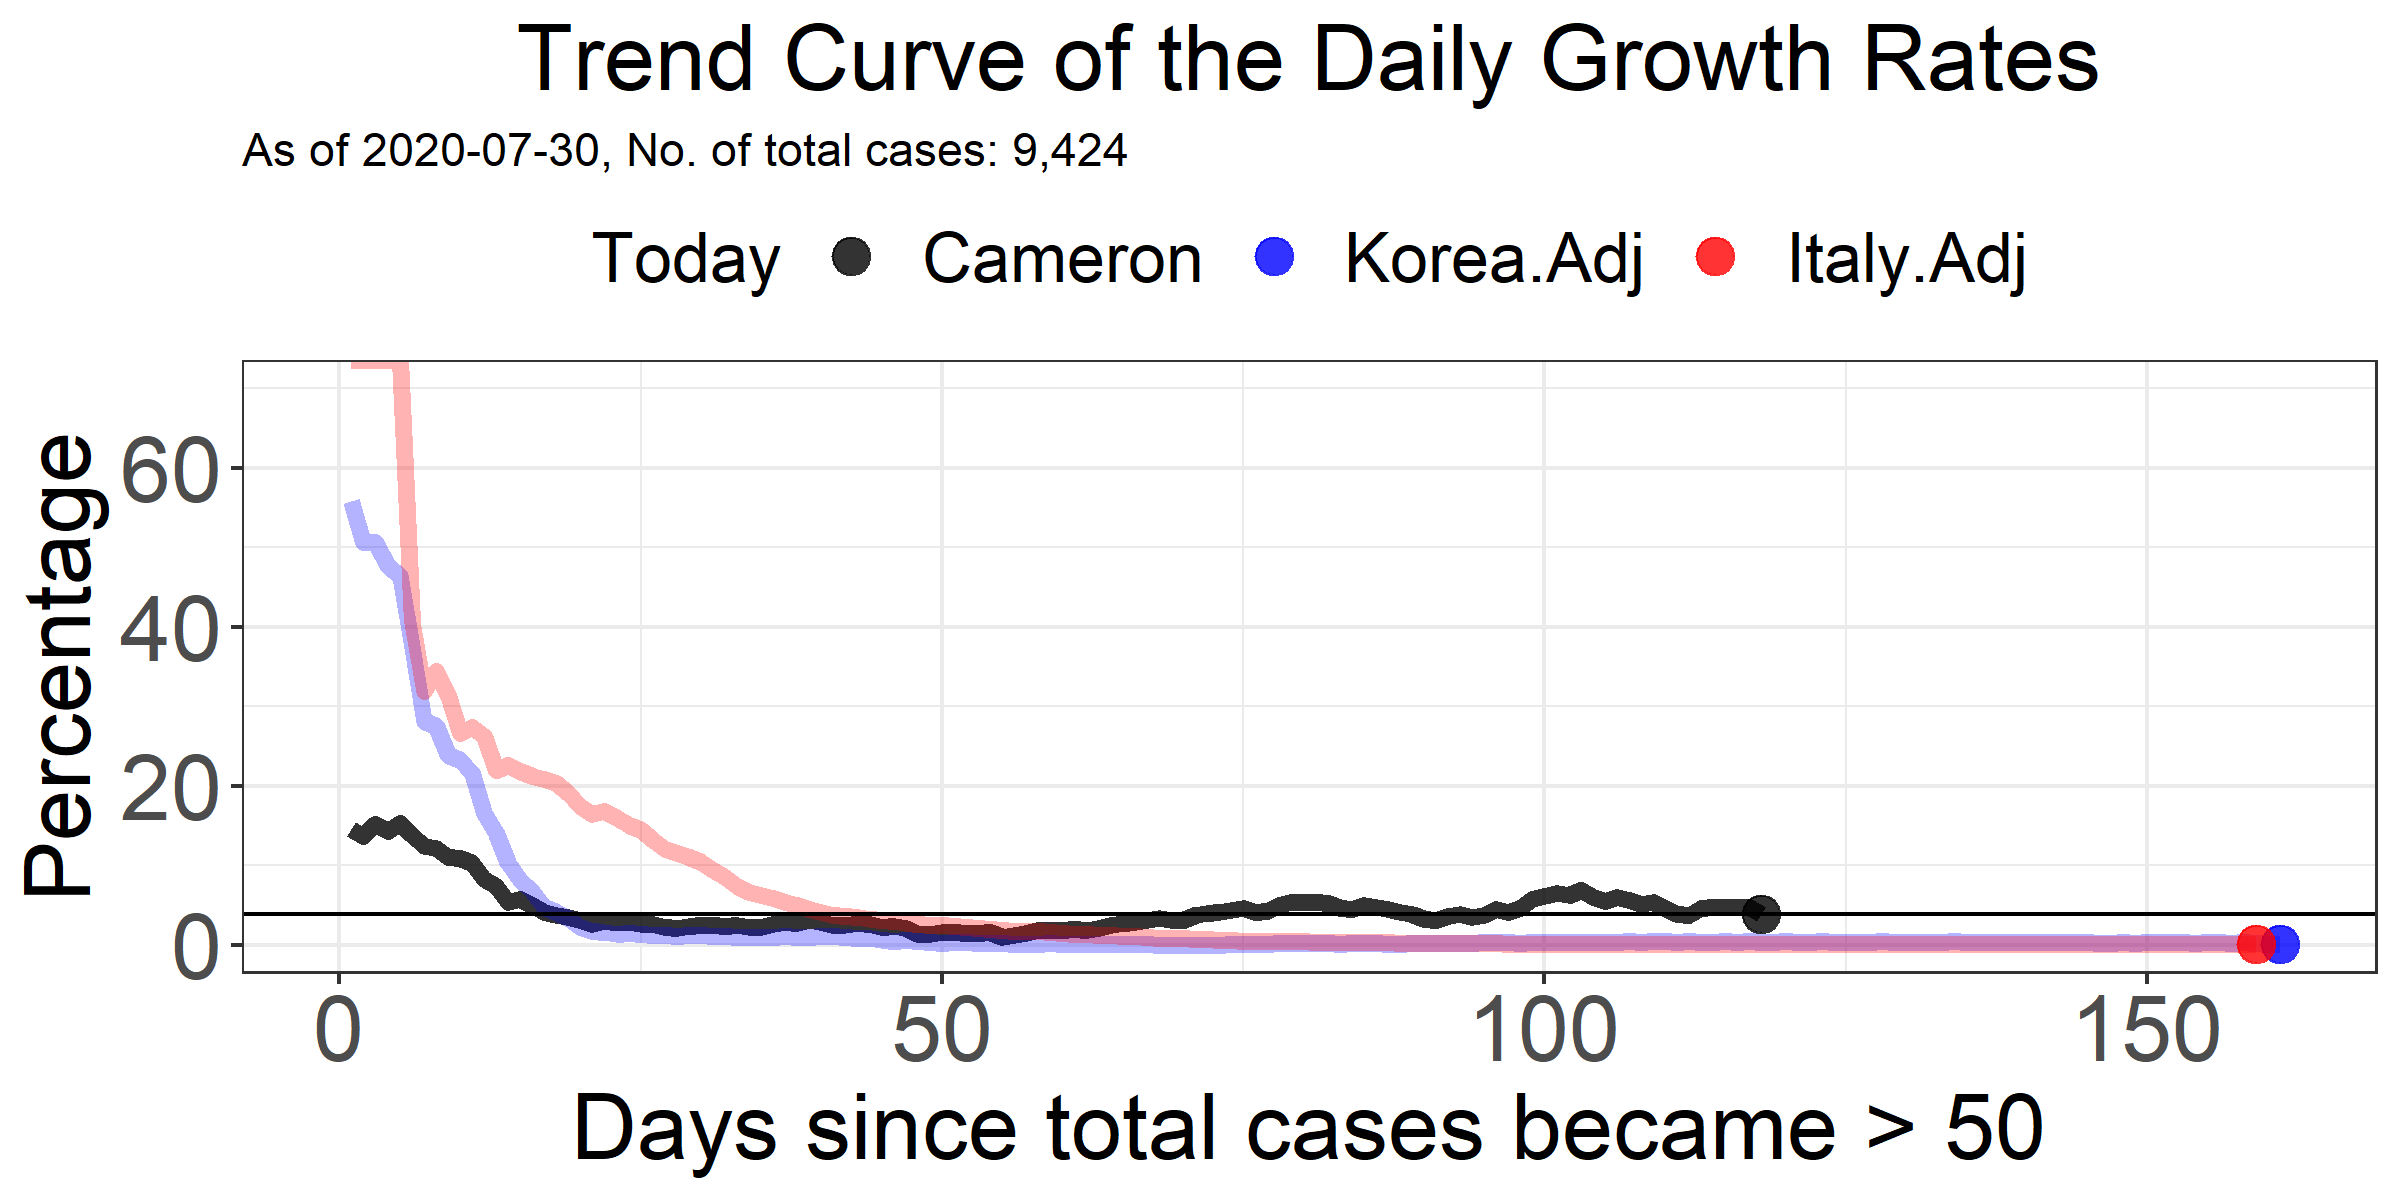 Trend Curve of the Daily Growth Rates
As of 2020-07-30, No. of total cases: 9,424
Today Cameron Korea.Adj Italy.Adj
Percentage
60
40
20
0
0 50 100 150
Days since total cases became > 50